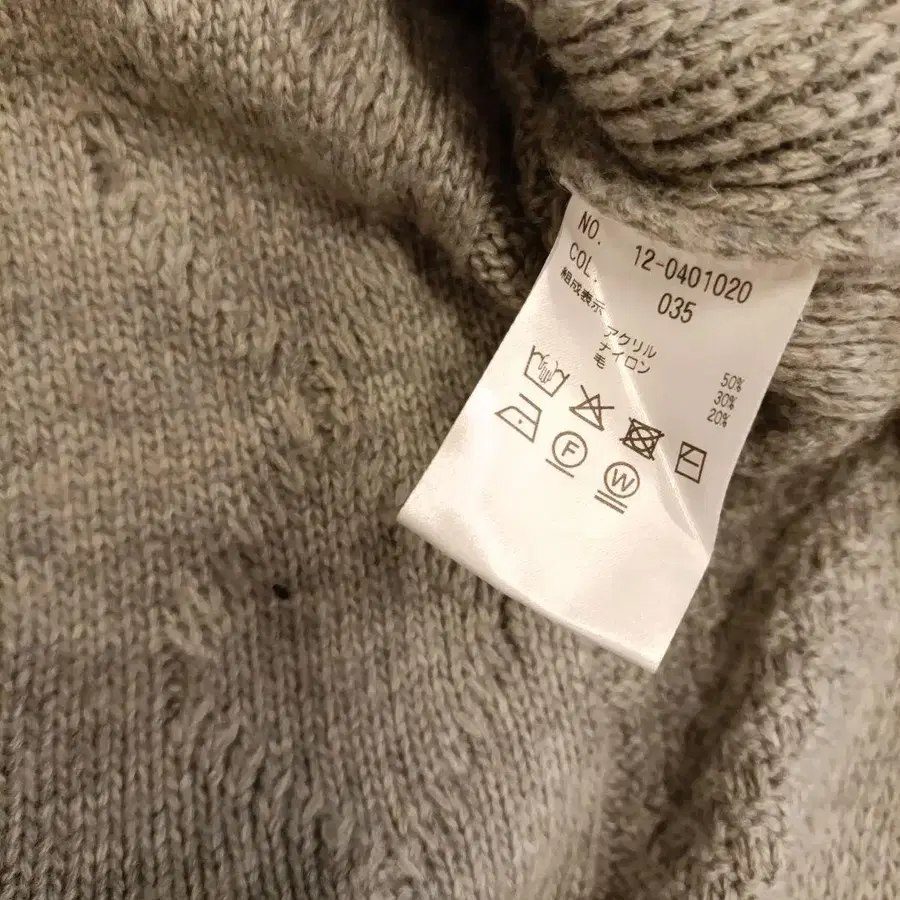 NO. 12-0401020
COL. 035
組成表示
アクリル 50%
ナイロン 30%
毛 20%
F
W